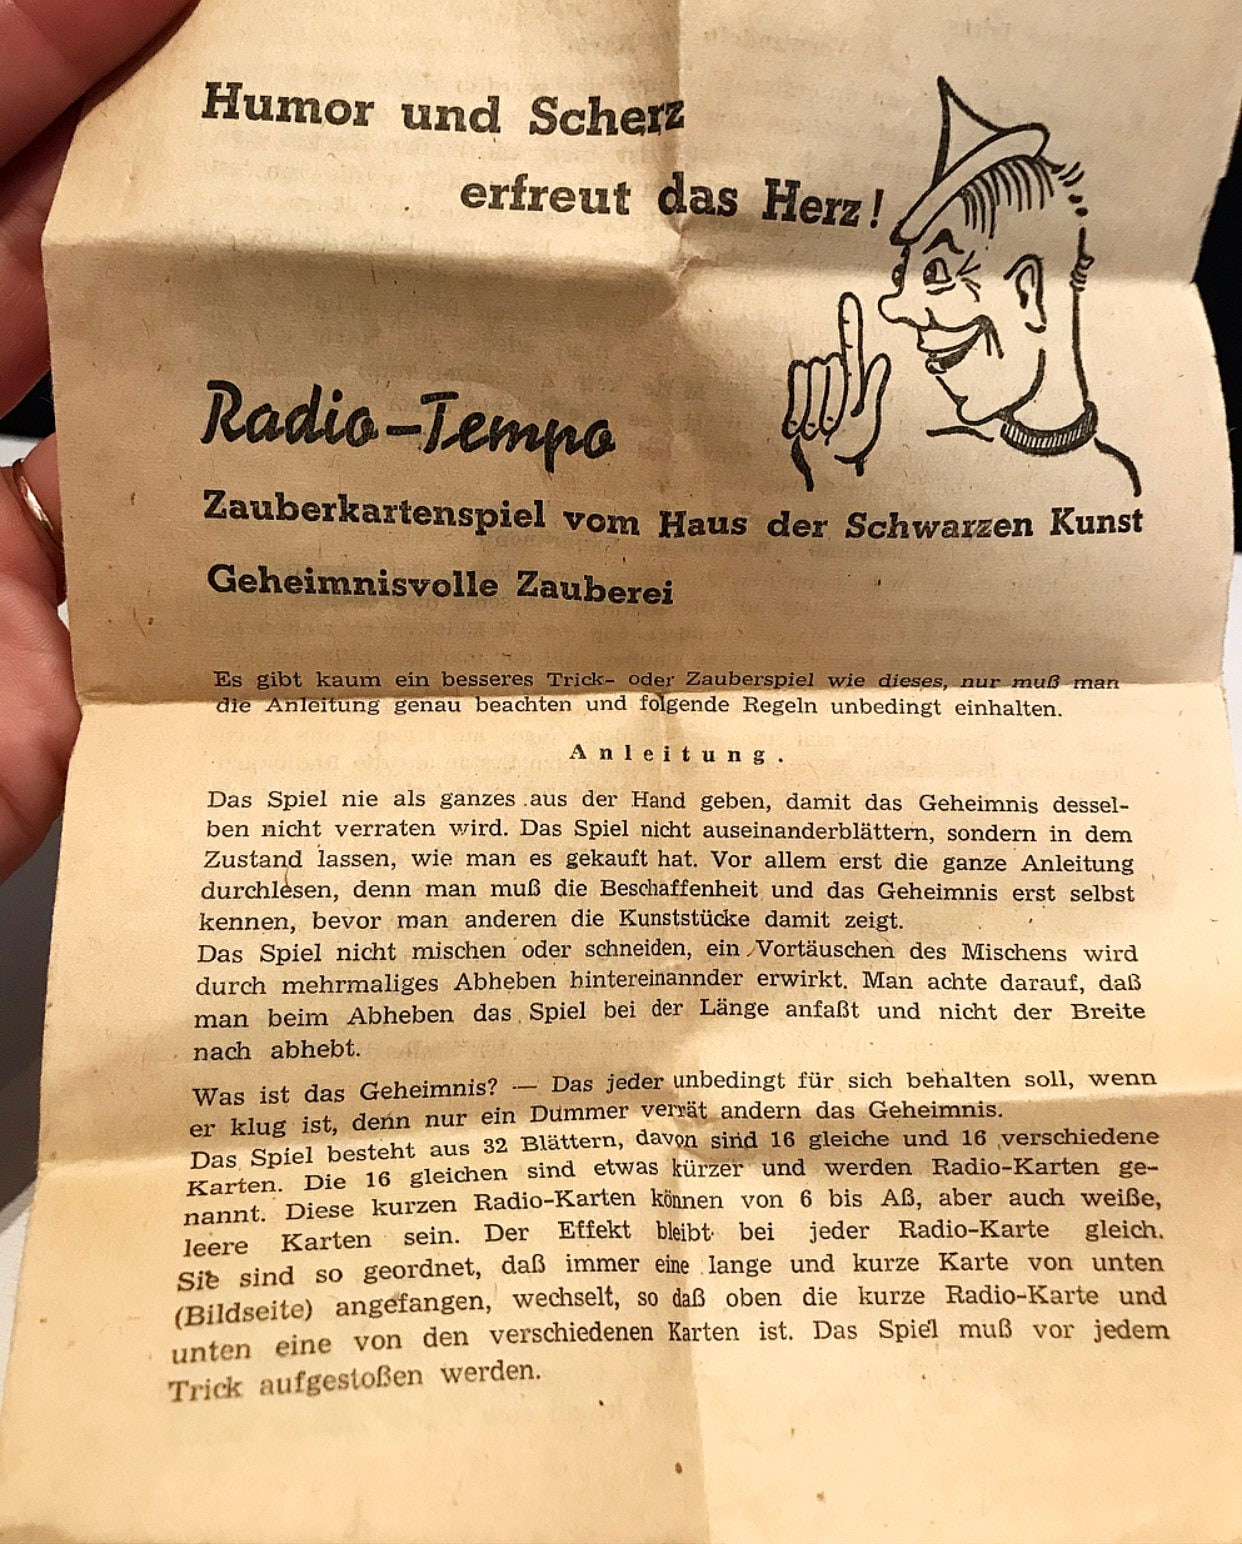 Humor und Scherz
erfreut das Herz!
Radio-Tempo
Zauberkartenspiel vom Haus der Schwarzen Kunst
Geheimnisvolle Zauberei
Es gibt kaum ein besseres Trick- oder Zauberspiel wie dieses, nur muß man
die Anleitung genau beachten und folgende Regeln unbedingt einhalten.
Anleitung.
Das Spiel nie als ganzes aus der Hand geben, damit das Geheimnis dessel-
ben nicht verraten wird. Das Spiel nicht auseinanderblättern, sondern in dem
Zustand lassen, wie man es gekauft hat. Vor allem erst die ganze Anleitung
durchlesen, denn man muß die Beschaffenheit und das Geheimnis erst selbst
kennen, bevor man anderen die Kunststücke damit zeigt.
Das Spiel nicht mischen oder schneiden, ein Vortäuschen des Mischens wird
durch mehrmaliges Abheben hintereinannder erwirkt. Man achte darauf, daß
man beim Abheben das Spiel bei der Länge anfaßt und nicht der Breite
nach abhebt.
Was ist das Geheimnis? — Das jeder unbedingt für sich behalten soll, wenn
er klug ist, denn nur ein Dummer verrät andern das Geheimnis.
Das Spiel besteht aus 32 Blättern, davon sind 16 gleiche und 16 verschiedene
Karten. Die 16 gleichen sind etwas kürzer und werden Radio-Karten ge-
nannt. Diese kurzen Radio-Karten können von 6 bis Aß, aber auch weiße,
leere Karten sein. Der Effekt bleibt bei jeder Radio-Karte gleich.
Sie sind so geordnet, daß immer eine lange und kurze Karte von unten
(Bildseite) angefangen, wechselt, so daß oben die kurze Radio-Karte und
unten eine von den verschiedenen Karten ist. Das Spiel muß vor jedem
Trick aufgestoßen werden.